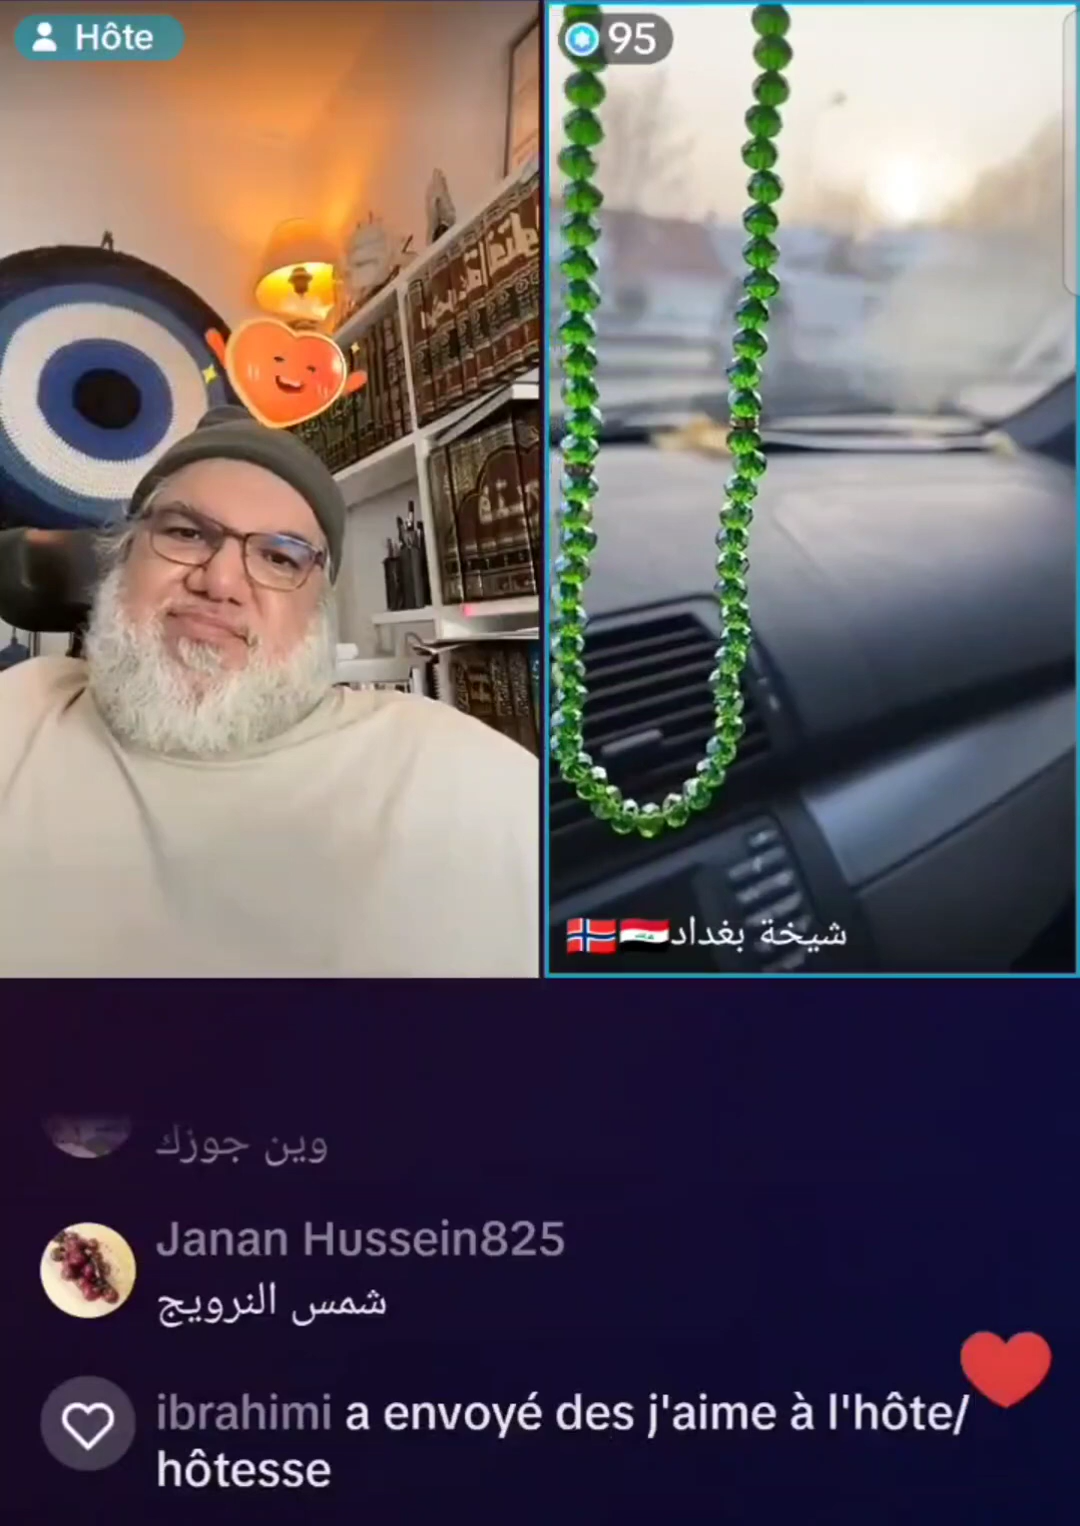 Hôte
95
شيخة بغداد🇮🇶🇳🇴
وين جوزك
Janan Hussein825
شمس النرويج
ibrahimi a envoyé des j'aime à l'hôte/
hôtesse